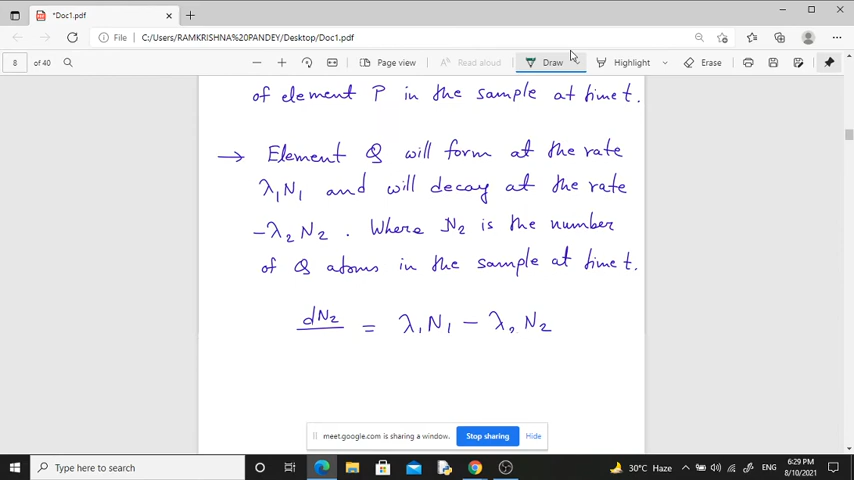 *Doc1.pdf
File C:/Users/RAMKRISHNA%20PANDEY/Desktop/Doc1.pdf
8 of 40 Page view Read aloud Draw Highlight Erase
of element P in the sample at time t.
→ Element Q will form at the rate
λ₁N₁ and will decay at the rate
-λ₂N₂. Where N₂ is the number
of Q atoms in the sample at time t.
dN₂ = λ₁N₁ - λ₂N₂
meet.google.com is sharing a window. Stop sharing Hide
Type here to search
30°C Haze ENG 6:29 PM
8/10/2021